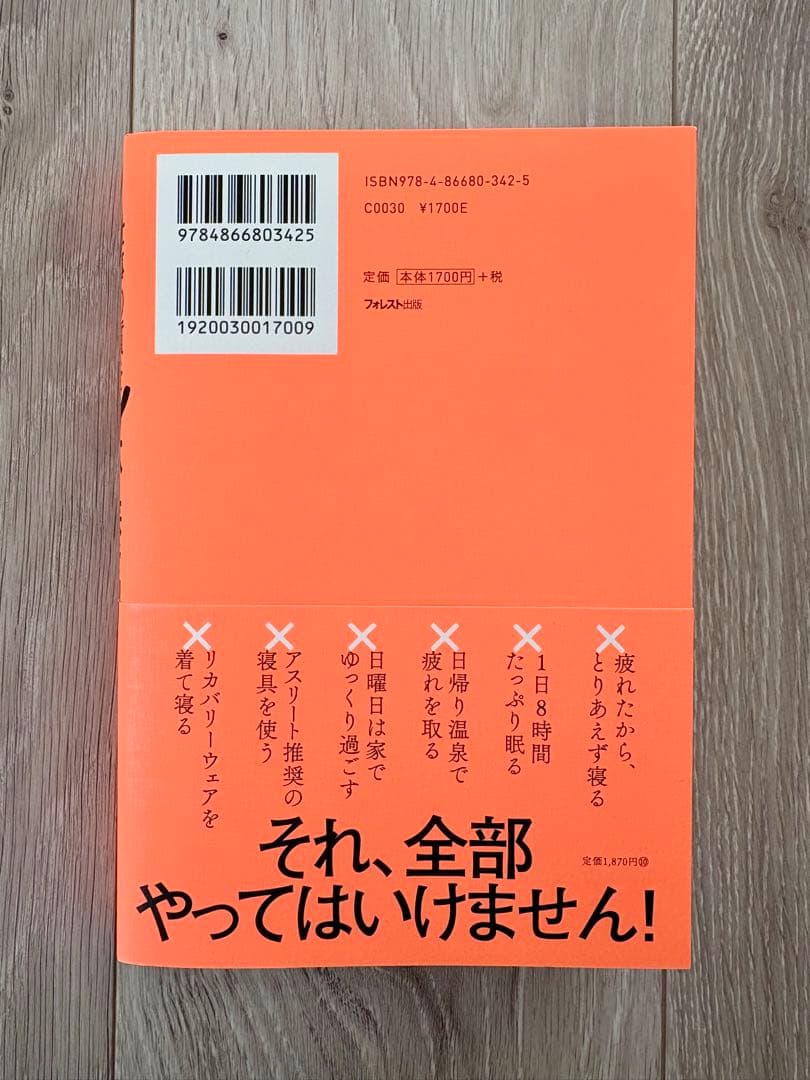 9784866803425
1920030017009
ISBN978-4-86680-342-5
C0030 ¥1700E
定価 本体1700円+税
フォレスト出版
×
疲れたから、
とりあえず寝る
×
1日8時間
たっぷり眠る
×
日帰り温泉で
疲れを取る
×
日曜日は家で
ゆっくり過ごす
×
アスリート推奨の
寝具を使う
×
リカバリーウェアを
着て寝る
それ、全部
やってはいけません!
定価1,870円⑩